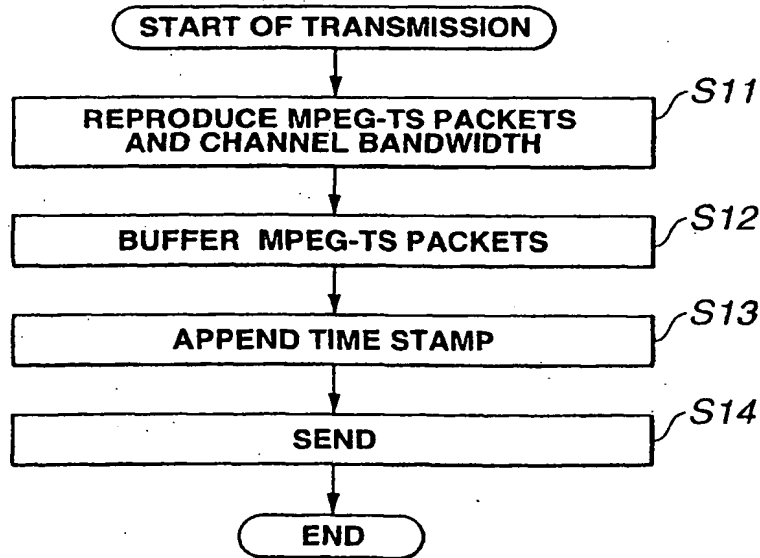 START OF TRANSMISSION
S11
REPRODUCE MPEG-TS PACKETS
AND CHANNEL BANDWIDTH
S12
BUFFER MPEG-TS PACKETS
S13
APPEND TIME STAMP
S14
SEND
END